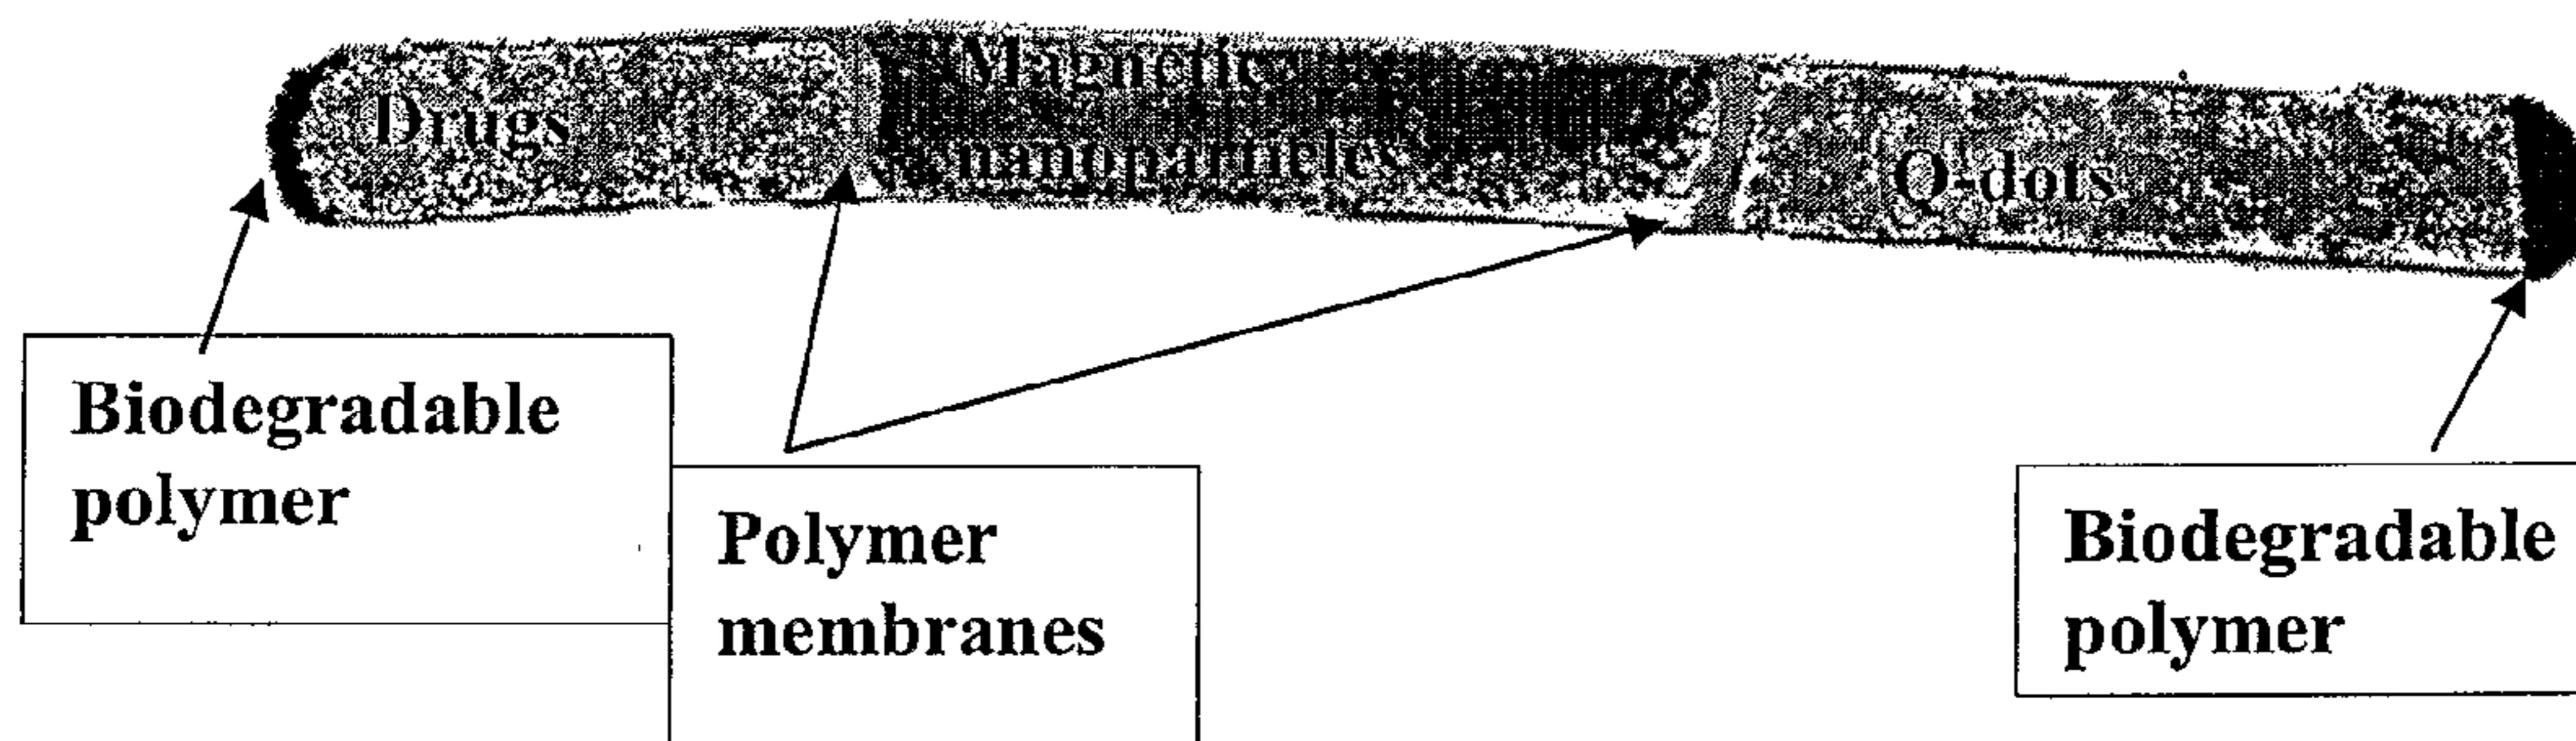 Drugs
Magnetic
nanoparticles
Q-dots
Biodegradable
polymer
Polymer
membranes
Biodegradable
polymer